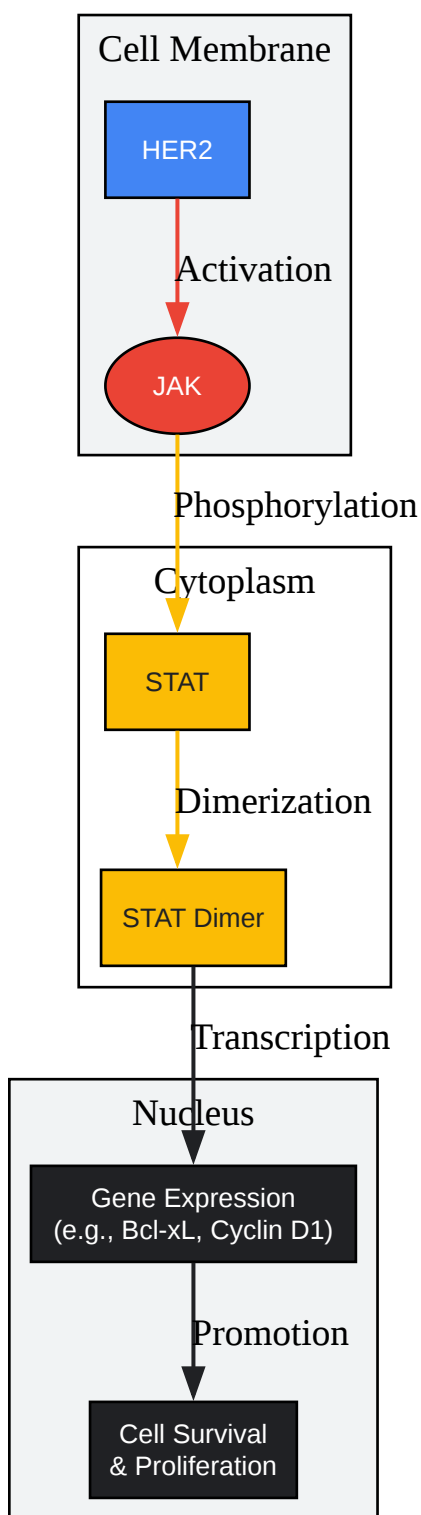 Cell Membrane
HER2
Activation
JAK
Phosphorylation
Cytoplasm
STAT
Dimerization
STAT Dimer
Transcription
Nucleus
Gene Expression
(e.g., Bcl-xL, Cyclin D1)
Promotion
Cell Survival
& Proliferation